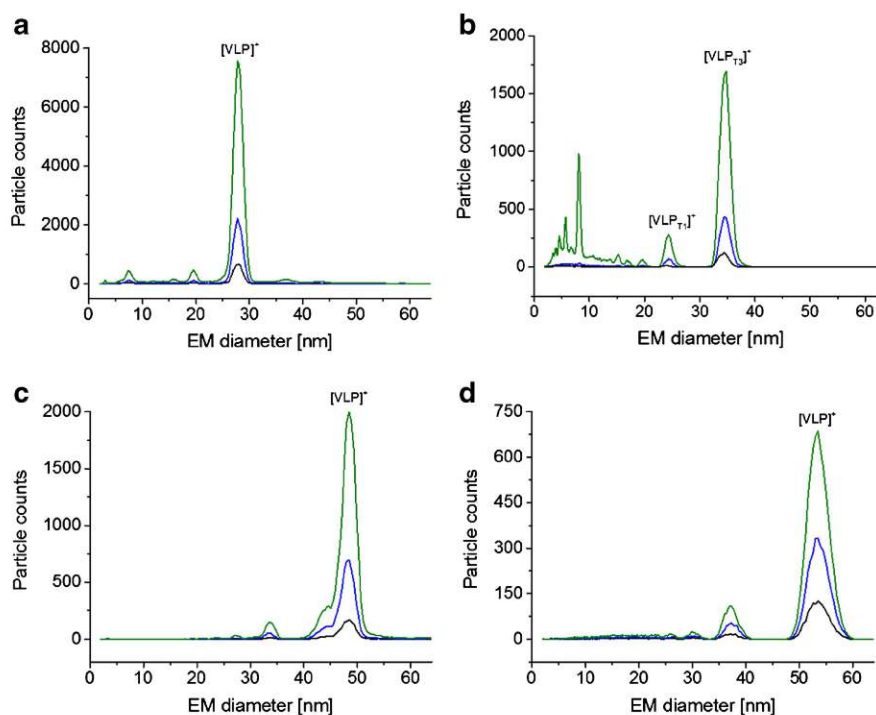 a
[VLP]⁺
Particle counts
8000
6000
4000
2000
0
0 10 20 30 40 50 60
EM diameter [nm]
b
[VLP_T3]⁺
[VLP_T1]⁺
Particle counts
2000
1500
1000
500
0
0 10 20 30 40 50 60
EM diameter [nm]
c
[VLP]⁺
Particle counts
2000
1500
1000
500
0
0 10 20 30 40 50 60
EM diameter [nm]
d
[VLP]⁺
Particle counts
750
600
450
300
150
0
0 10 20 30 40 50 60
EM diameter [nm]